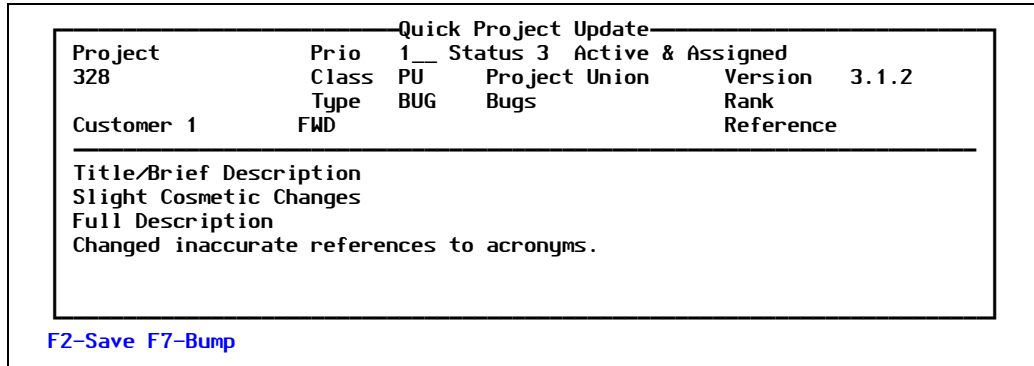 Quick Project Update
Project Prio 1__ Status 3 Active & Assigned
328 Class PU Project Union Version 3.1.2
Type BUG Bugs Rank
Customer 1 FWD Reference
Title/Brief Description
Slight Cosmetic Changes
Full Description
Changed inaccurate references to acronyms.
F2-Save F7-Bump